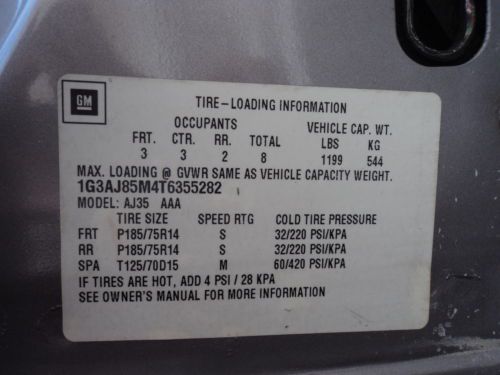 GM
TIRE-LOADING INFORMATION
OCCUPANTS VEHICLE CAP. WT.
FRT. CTR. RR. TOTAL LBS KG
3 3 2 8 1199 544
MAX. LOADING @ GVWR SAME AS VEHICLE CAPACITY WEIGHT.
1G3AJ85M4T6355282
MODEL: AJ35 AAA
TIRE SIZE SPEED RTG COLD TIRE PRESSURE
FRT P185/75R14 S 32/220 PSI/KPA
RR P185/75R14 S 32/220 PSI/KPA
SPA T125/70D15 M 60/420 PSI/KPA
IF TIRES ARE HOT, ADD 4 PSI / 28 KPA
SEE OWNER'S MANUAL FOR MORE INFORMATION